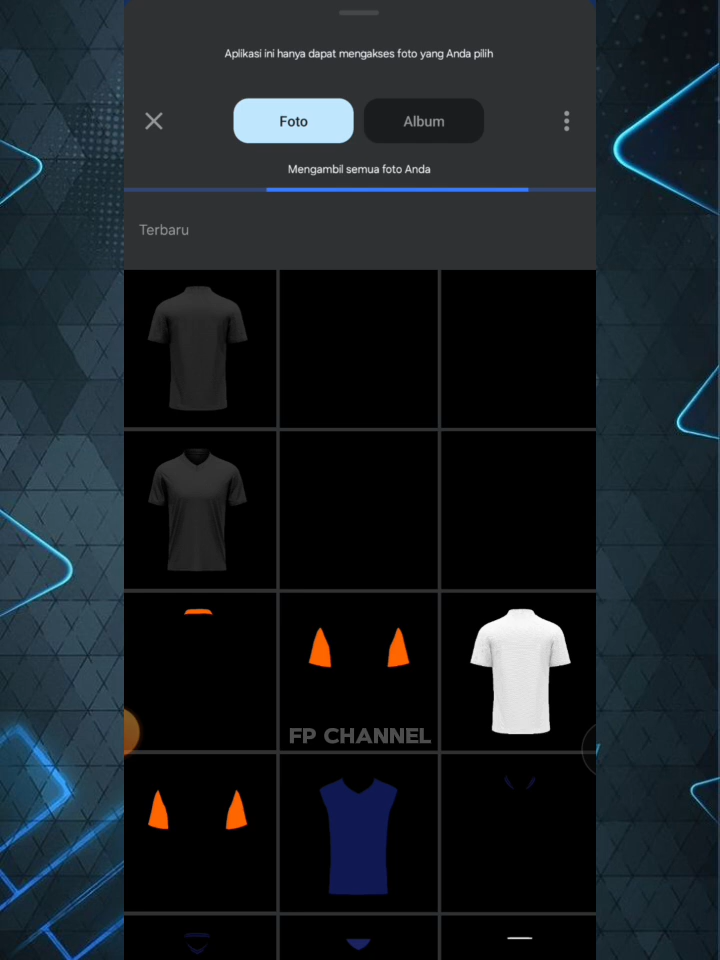 Aplikasi ini hanya dapat mengakses foto yang Anda pilih
Foto
Album
Mengambil semua foto Anda
Terbaru
FP CHANNEL